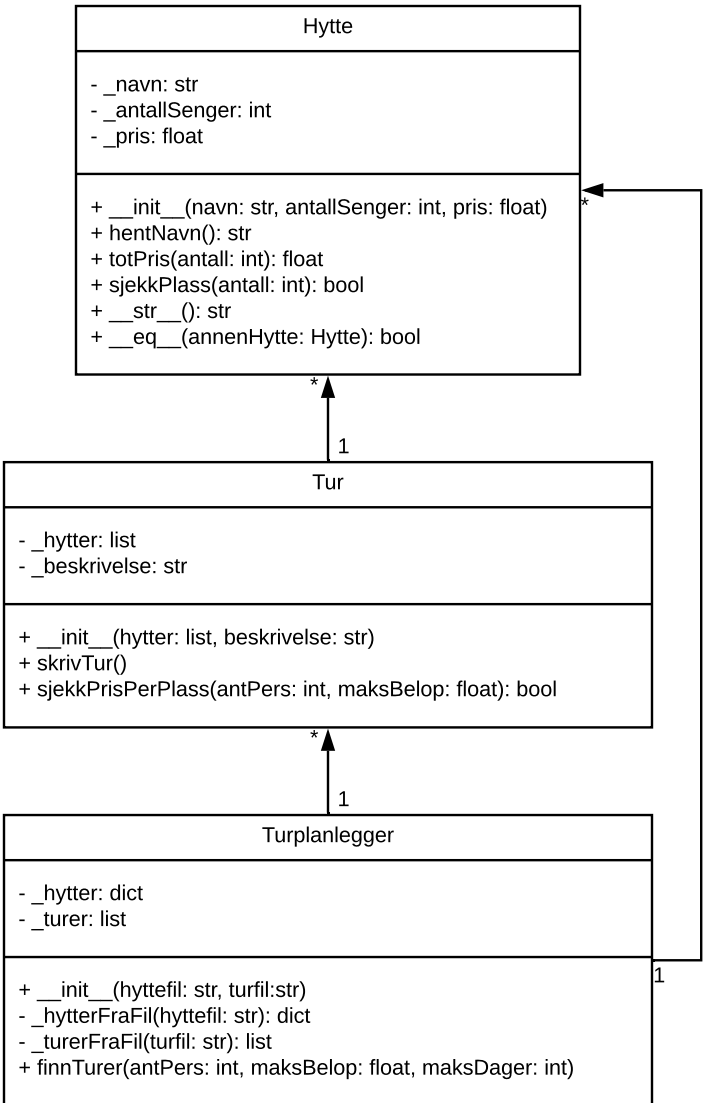 Hytte
- _navn: str
- _antallSenger: int
- _pris: float
+ __init__(navn: str, antallSenger: int, pris: float)
+ hentNavn(): str
+ totPris(antall: int): float
+ sjekkPlass(antall: int): bool
+ __str__(): str
+ __eq__(annenHytte: Hytte): bool
*
*
1
Tur
- _hytter: list
- _beskrivelse: str
+ __init__(hytter: list, beskrivelse: str)
+ skrivTur()
+ sjekkPrisPerPlass(antPers: int, maksBelop: float): bool
*
1
Turplanlegger
- _hytter: dict
- _turer: list
1
+ __init__(hyttefil: str, turfil:str)
- _hytterFraFil(hyttefil: str): dict
- _turerFraFil(turfil: str): list
+ finnTurer(antPers: int, maksBelop: float, maksDager: int)